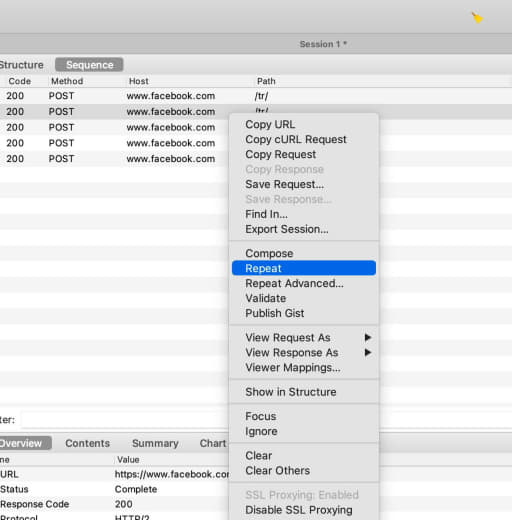 Session 1 *
Structure Sequence
Code Method Host Path
200 POST www.facebook.com /tr/
200 POST www.facebook.com /tr/
200 POST www.facebook.com
200 POST www.facebook.com
200 POST www.facebook.com
Copy URL
Copy cURL Request
Copy Request
Copy Response
Save Request...
Save Response...
Find In...
Export Session...
Compose
Repeat
Repeat Advanced...
Validate
Publish Gist
View Request As
View Response As
Viewer Mappings...
Show in Structure
Focus
Ignore
Clear
Clear Others
SSL Proxying: Enabled
Disable SSL Proxying
ter:
Overview Contents Summary Chart
me Value
URL https://www.facebook.cor
Status Complete
Response Code 200
Protocol HTTP/2